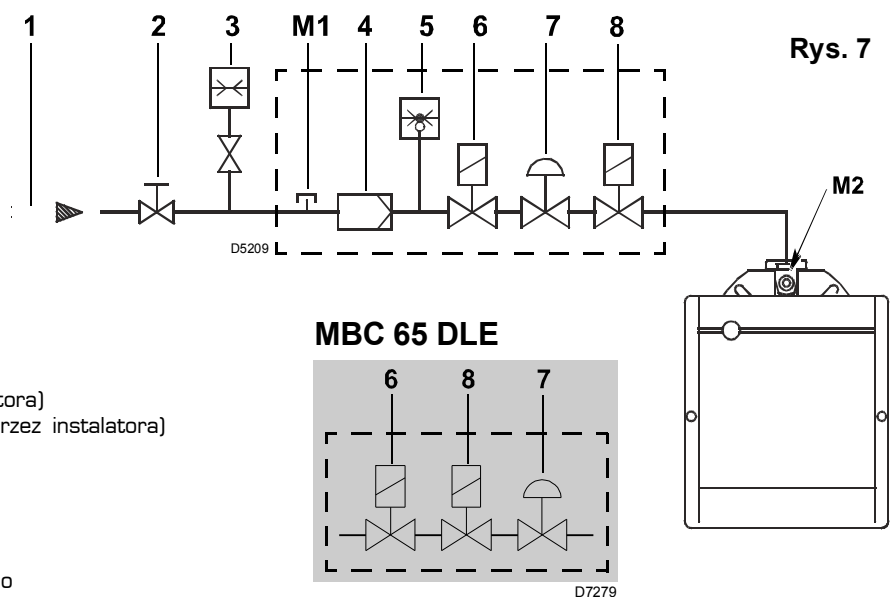 1 2 3 M1 4 5 6 7 8
Rys. 7
M2
D5209
MBC 65 DLE
6 8 7
tora)
rzez instalatora)
o
D7279